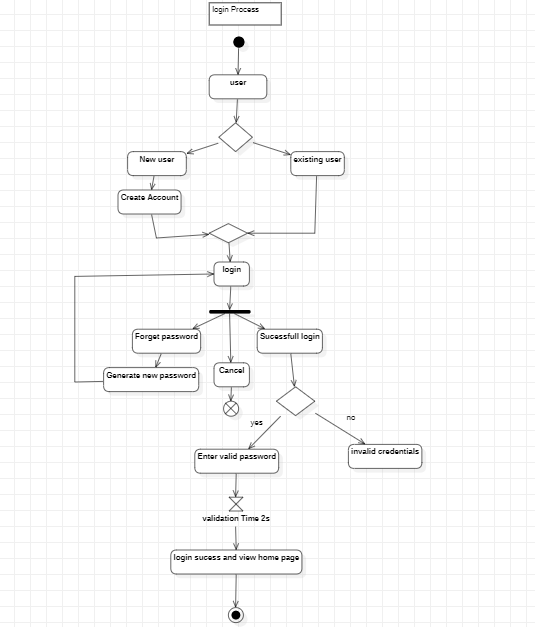 login Process
user
New user
existing user
Create Account
login
Forget password
Sucessfull login
Generate new password
Cancel
yes
no
Enter valid password
invalid credentials
validation Time 2s
login sucess and view home page